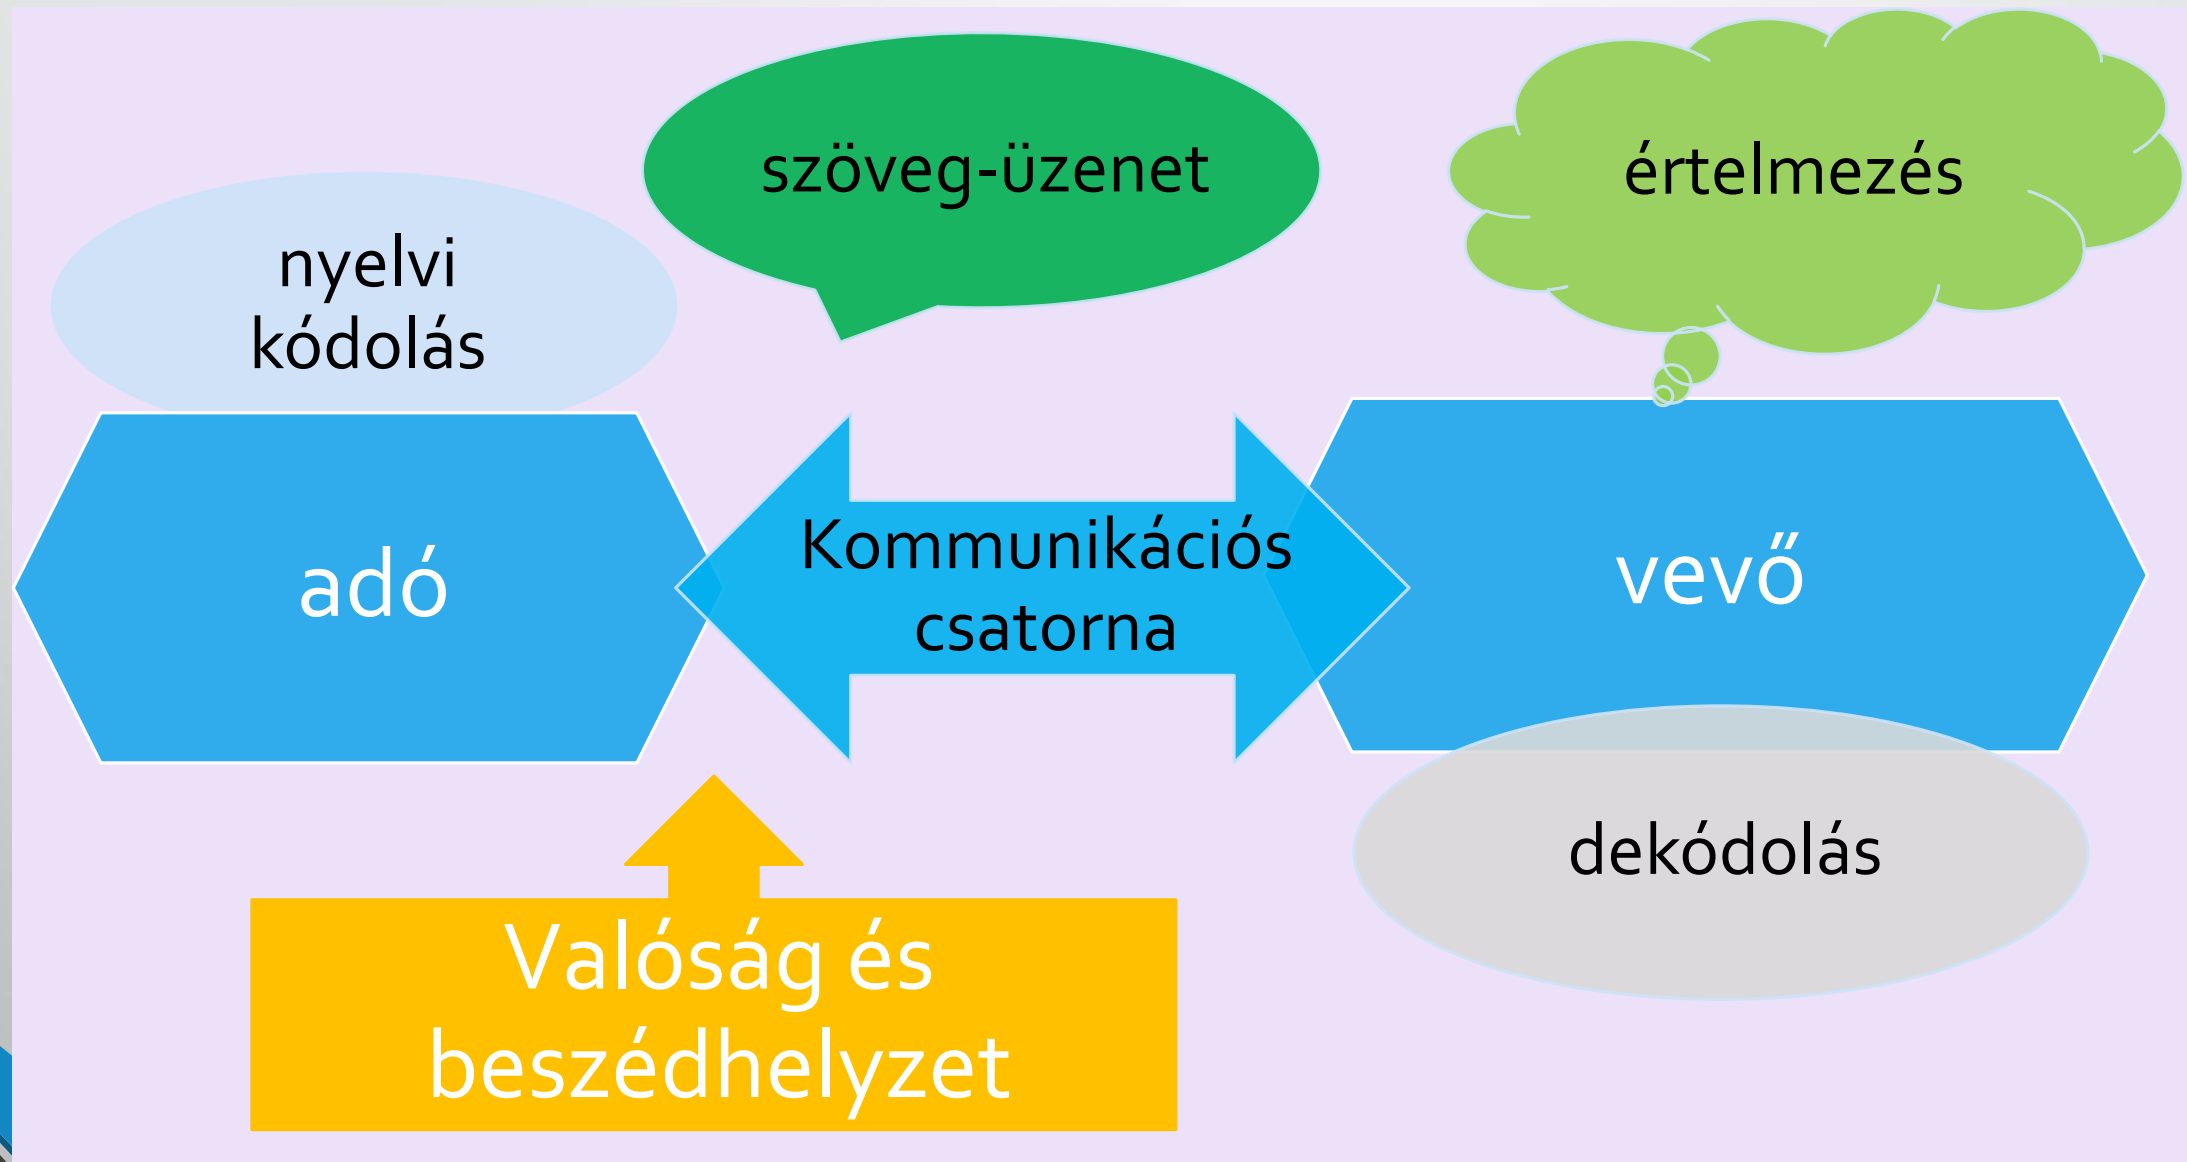 szöveg-üzenet
értelmezés
nyelvi
kódolás
adó
Kommunikációs
csatorna
vevő
dekódolás
Valóság és
beszédhelyzet